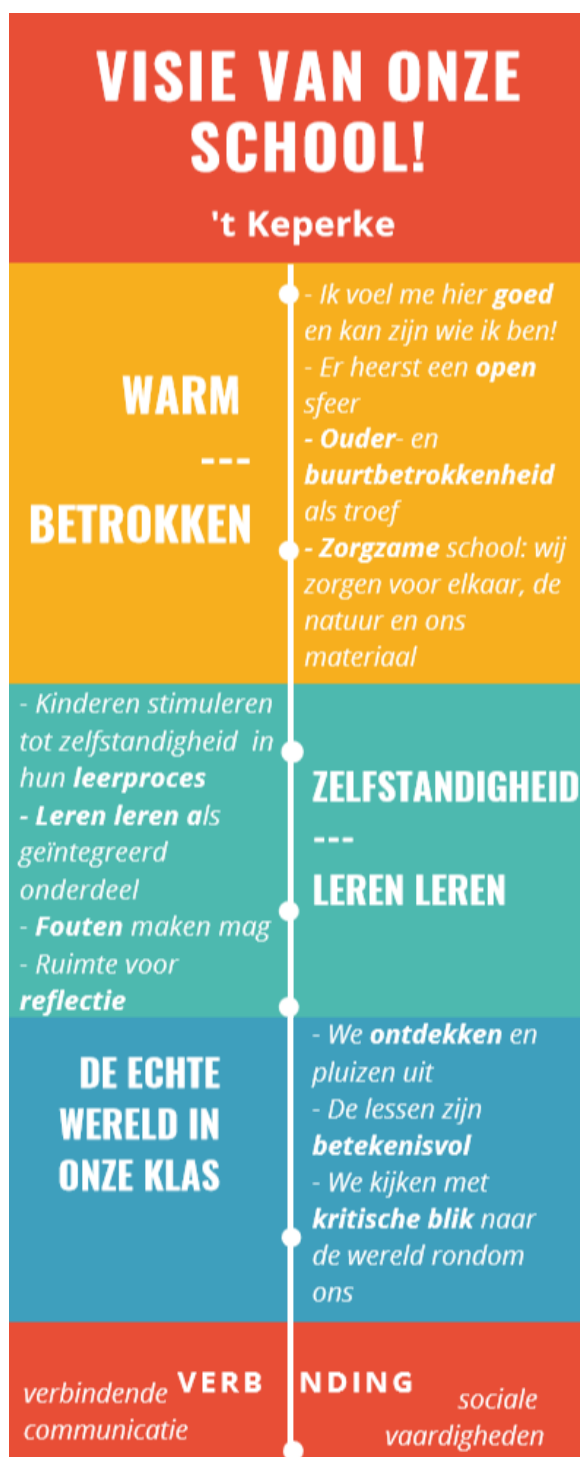 VISIE VAN ONZE
SCHOOL!
't Keperke
WARM
---
BETROKKEN
- Ik voel me hier goed
en kan zijn wie ik ben!
- Er heerst een open
sfeer
- Ouder- en
buurtbetrokkenheid
als troef
- Zorgzame school: wij
zorgen voor elkaar, de
natuur en ons
materiaal
- Kinderen stimuleren
tot zelfstandigheid in
hun leerproces
- Leren leren als
geïntegreerd
onderdeel
- Fouten maken mag
- Ruimte voor
reflectie
ZELFSTANDIGHEID
---
LEREN LEREN
DE ECHTE
WERELD IN
ONZE KLAS
- We ontdekken en
pluizen uit
- De lessen zijn
betekenisvol
- We kijken met
kritische blik naar
de wereld rondom
ons
VERB NDING
verbindende
communicatie
sociale
vaardigheden